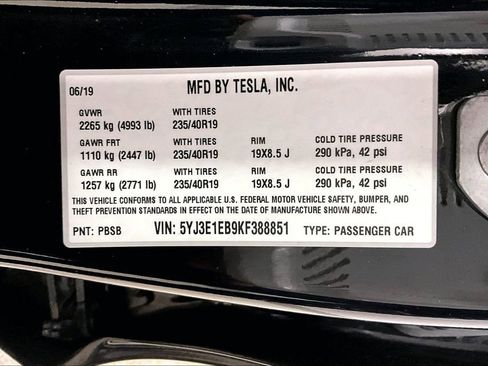 06/19 MFD BY TESLA, INC.
GVWR WITH TIRES
2265 kg (4993 lb) 235/40R19
GAWR FRT WITH TIRES RIM COLD TIRE PRESSURE
1110 kg (2447 lb) 235/40R19 19X8.5 J 290 kPa, 42 psi
GAWR RR WITH TIRES RIM COLD TIRE PRESSURE
1257 kg (2771 lb) 235/40R19 19X8.5 J 290 kPa, 42 psi
THIS VEHICLE CONFORMS TO ALL APPLICABLE U.S. FEDERAL MOTOR VEHICLE SAFETY, BUMPER, AND
THEFT PREVENTION STANDARDS IN EFFECT ON THE DATE OF MANUFACTURE SHOWN ABOVE.
PNT: PBSB VIN: 5YJ3E1EB9KF388851 TYPE: PASSENGER CAR